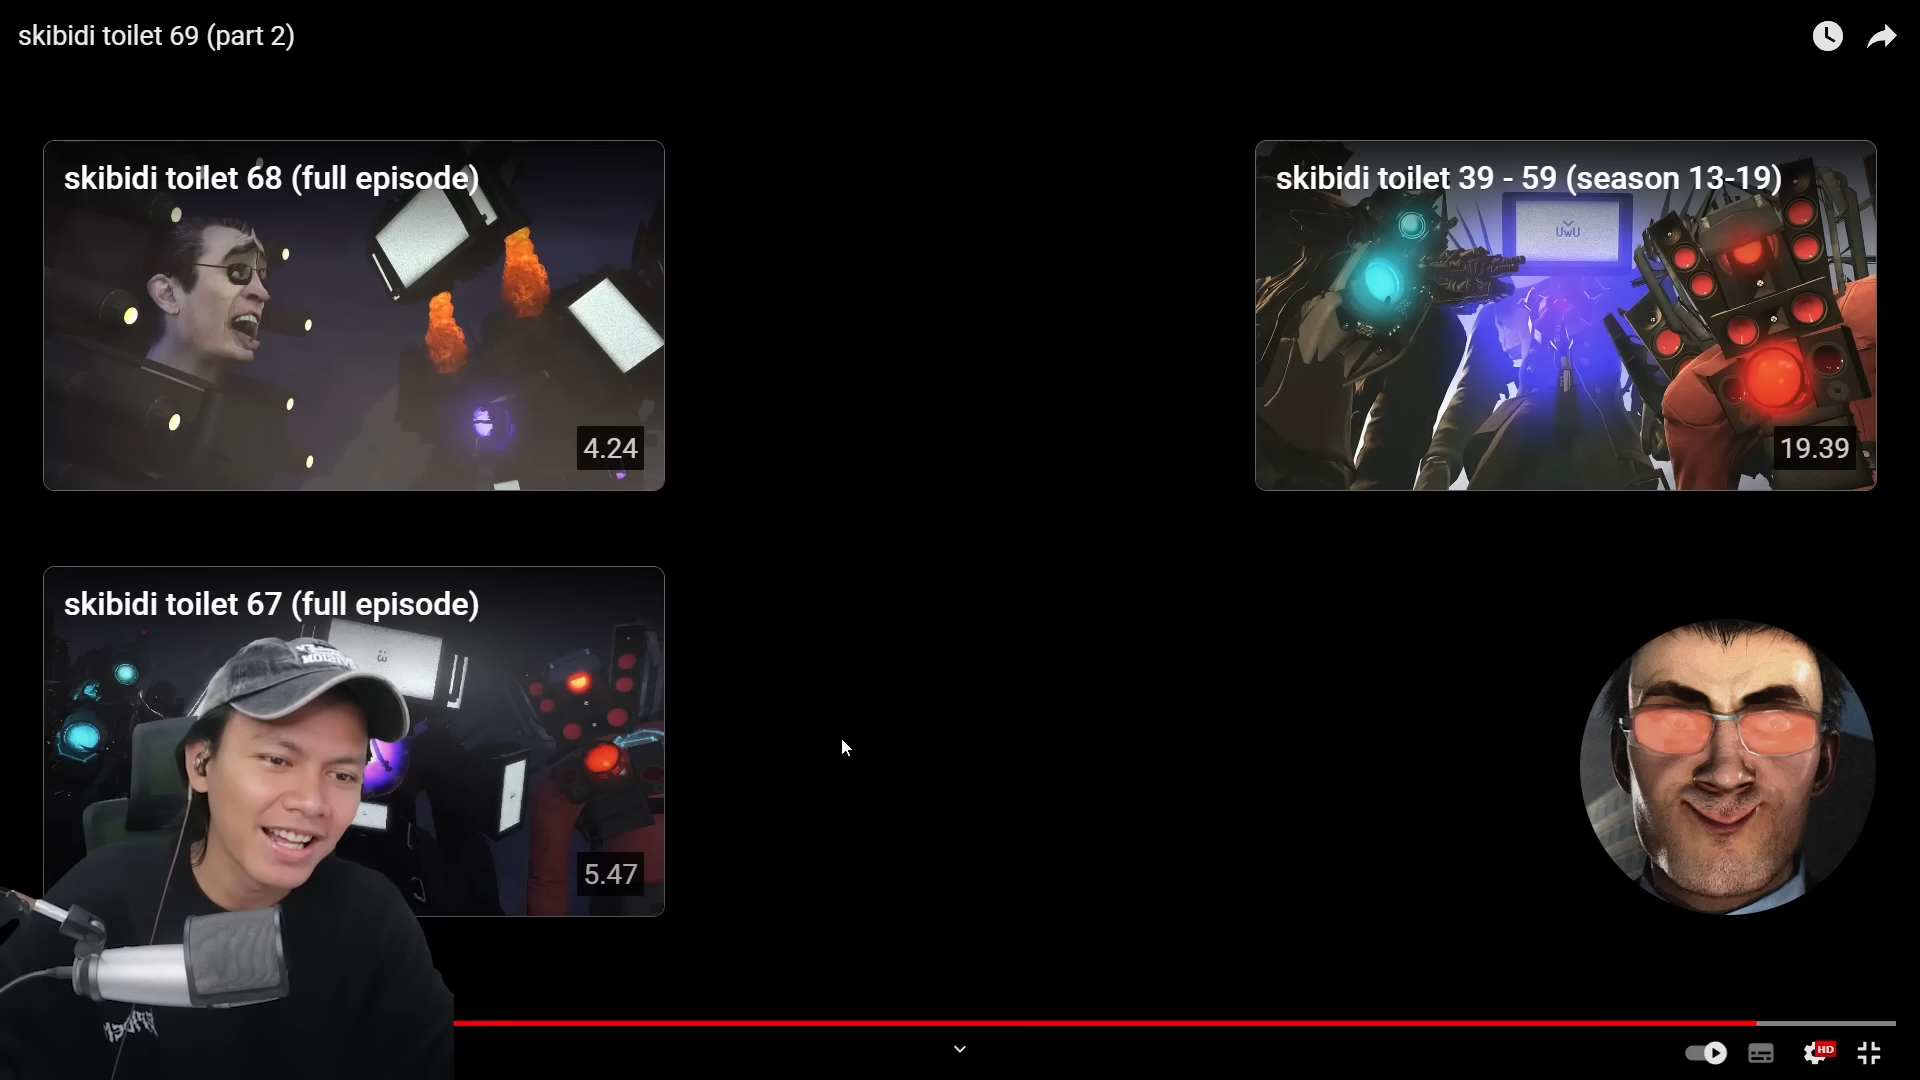 skibidi toilet 69 (part 2)
skibidi toilet 68 (full episode)
4.24
skibidi toilet 39 - 59 (season 13-19)
UwU
19.39
skibidi toilet 67 (full episode)
:3
5.47
HD